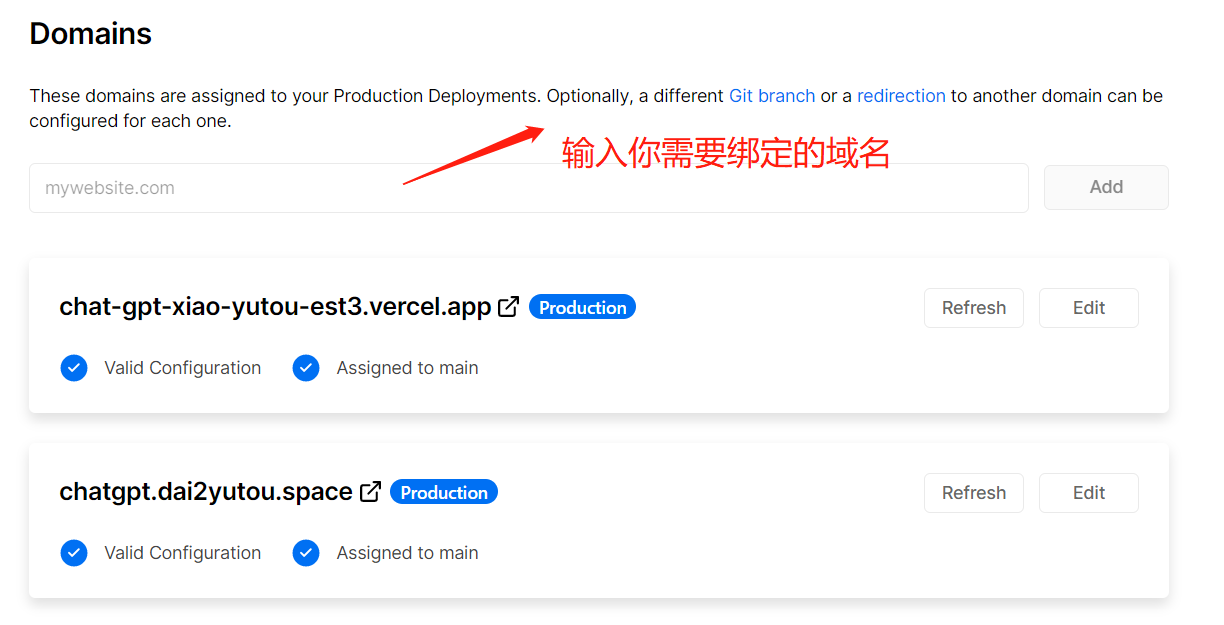 Domains
These domains are assigned to your Production Deployments. Optionally, a different Git branch or a redirection to another domain can be
configured for each one.
输入你需要绑定的域名
mywebsite.com
Add
chat-gpt-xiao-yutou-est3.vercel.app Production
Refresh
Edit
Valid Configuration
Assigned to main
chatgpt.dai2yutou.space Production
Refresh
Edit
Valid Configuration
Assigned to main